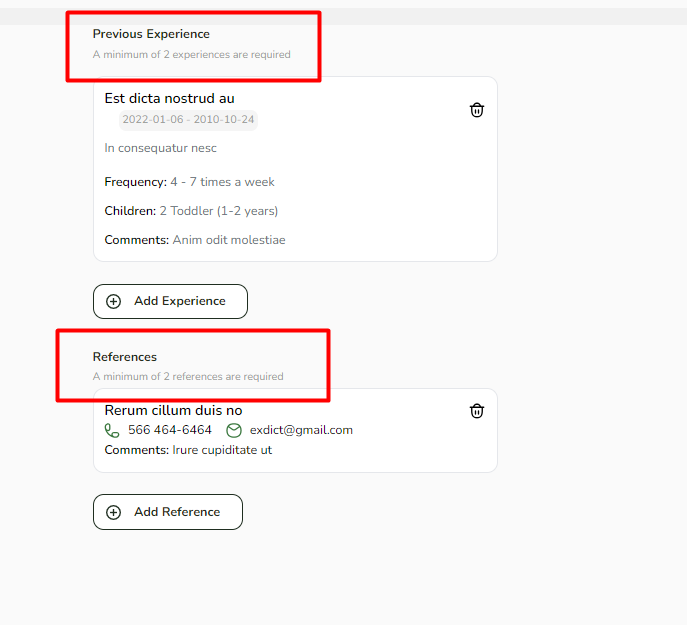 Previous Experience
A minimum of 2 experiences are required
Est dicta nostrud au
2022-01-06 - 2010-10-24
In consequatur nesc
Frequency: 4 - 7 times a week
Children: 2 Toddler (1-2 years)
Comments: Anim odit molestiae
Add Experience
References
A minimum of 2 references are required
Rerum cillum duis no
566 464-6464 exdict@gmail.com
Comments: Irure cupiditate ut
Add Reference